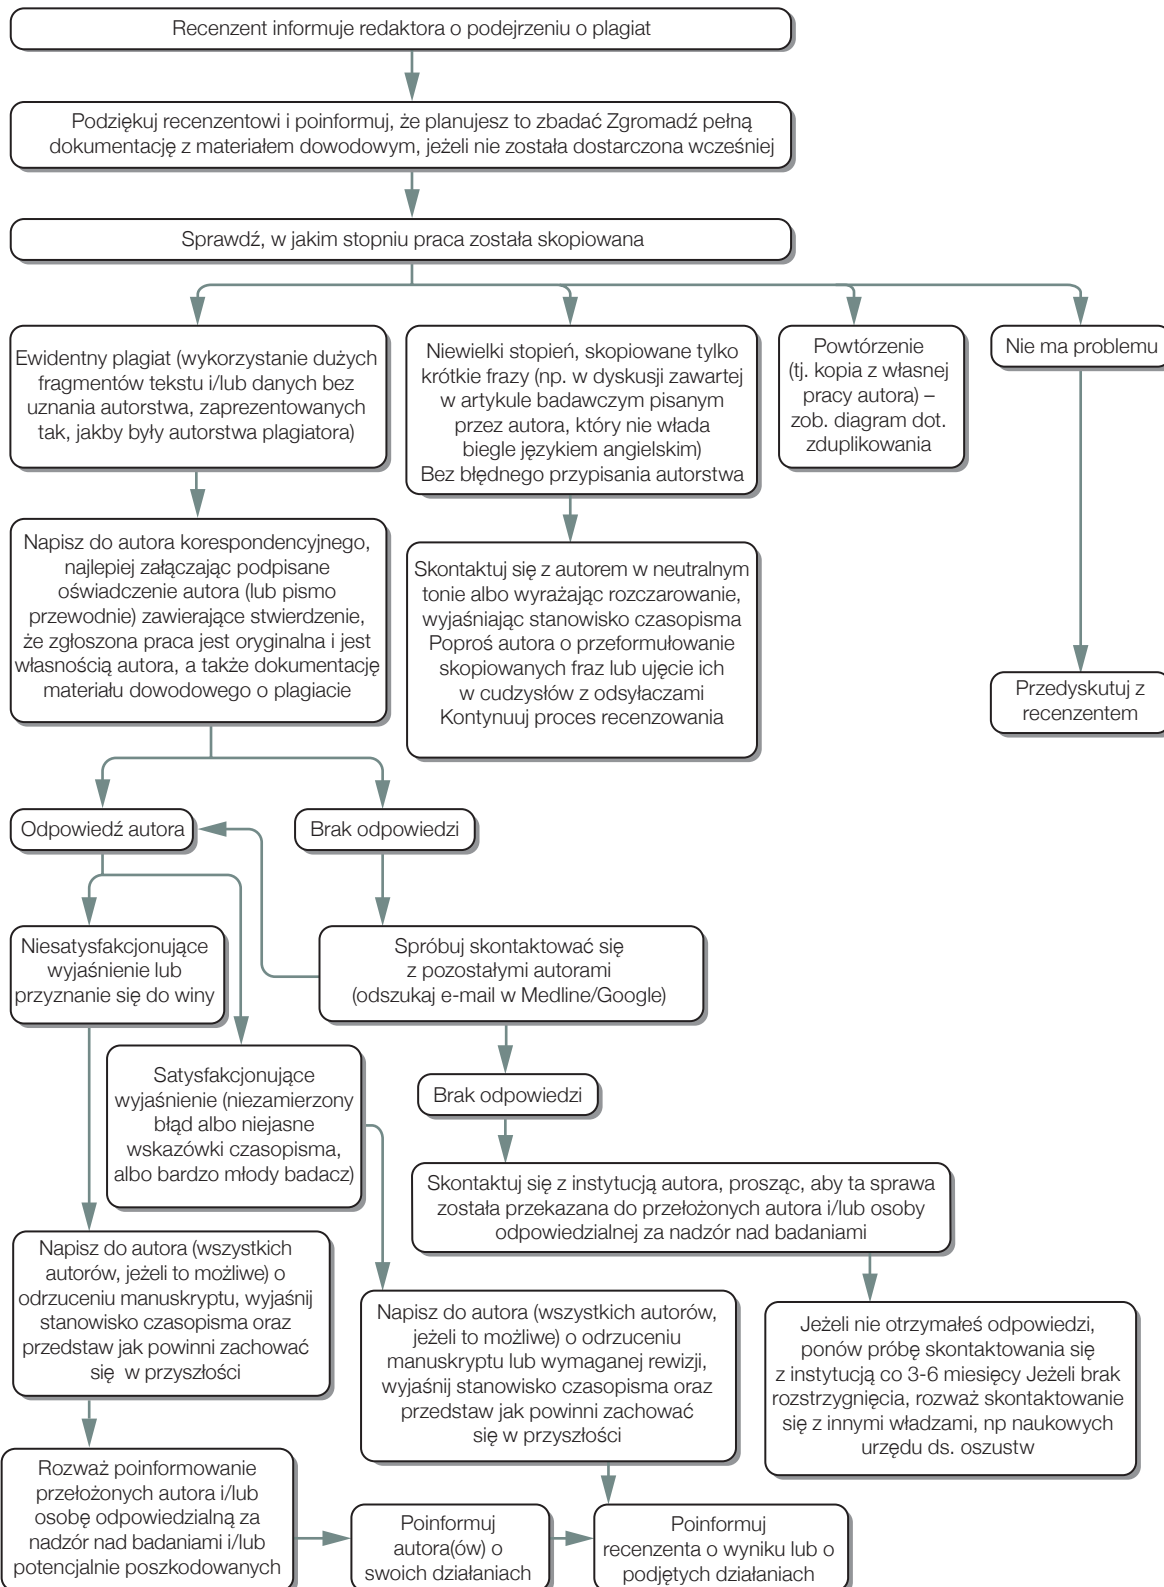 Recenzent informuje redaktora o podejrzeniu o plagiat
Podziękuj recenzentowi i poinformuj, że planujesz to zbadać Zgromadź pełną
dokumentację z materiałem dowodowym, jeżeli nie została dostarczona wcześniej
Sprawdź, w jakim stopniu praca została skopiowana
Ewidentny plagiat (wykorzystanie dużych
fragmentów tekstu i/lub danych bez
uznania autorstwa, zaprezentowanych
tak, jakby były autorstwa plagiatora)
Niewielki stopień, skopiowane tylko
krótkie frazy (np. w dyskusji zawartej
w artykule badawczym pisanym
przez autora, który nie włada
biegle językiem angielskim)
Bez błędnego przypisania autorstwa
Powtórzenie
(tj. kopia z własnej
pracy autora) –
zob. diagram dot.
zduplikowania
Nie ma problemu
Napisz do autora korespondencyjnego,
najlepiej załączając podpisane
oświadczenie autora (lub pismo
przewodnie) zawierające stwierdzenie,
że zgłoszona praca jest oryginalna i jest
własnością autora, a także dokumentację
materiału dowodowego o plagiacie
Skontaktuj się z autorem w neutralnym
tonie albo wyrażając rozczarowanie,
wyjaśniając stanowisko czasopisma
Poproś autora o przeformułowanie
skopiowanych fraz lub ujęcie ich
w cudzysłów z odsyłaczami
Kontynuuj proces recenzowania
Przedyskutuj z
recenzentem
Odpowiedź autora
Brak odpowiedzi
Niesatysfakcjonujące
wyjaśnienie lub
przyznanie się do winy
Spróbuj skontaktować się
z pozostałymi autorami
(odszukaj e-mail w Medline/Google)
Satysfakcjonujące
wyjaśnienie (niezamierzony
błąd albo niejasne
wskazówki czasopisma,
albo bardzo młody badacz)
Brak odpowiedzi
Skontaktuj się z instytucją autora, prosząc, aby ta sprawa
została przekazana do przełożonych autora i/lub osoby
odpowiedzialnej za nadzór nad badaniami
Napisz do autora (wszystkich
autorów, jeżeli to możliwe) o
odrzuceniu manuskryptu, wyjaśnij
stanowisko czasopisma oraz
przedstaw jak powinni zachować
się w przyszłości
Napisz do autora (wszystkich autorów,
jeżeli to możliwe) o odrzuceniu
manuskryptu lub wymaganej rewizji,
wyjaśnij stanowisko czasopisma oraz
przedstaw jak powinni zachować
się w przyszłości
Jeżeli nie otrzymałeś odpowiedzi,
ponów próbę skontaktowania się
z instytucją co 3-6 miesięcy Jeżeli brak
rozstrzygnięcia, rozważ skontaktowanie
się z innymi władzami, np naukowych
urzędu ds. oszustw
Rozważ poinformowanie
przełożonych autora i/lub
osobę odpowiedzialną za
nadzór nad badaniami i/lub
potencjalnie poszkodowanych
Poinformuj
autora(ów) o
swoich działaniach
Poinformuj
recenzenta o wyniku lub o
podjętych działaniach